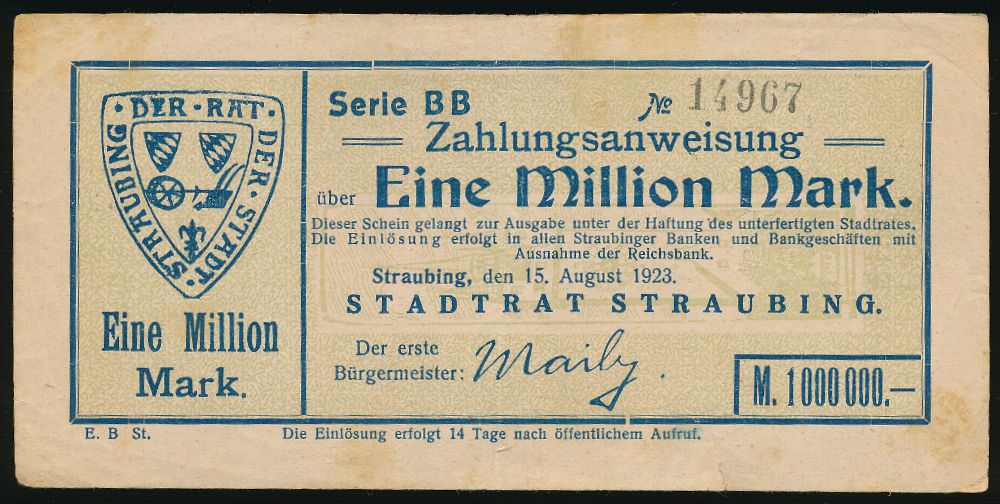 · DER · RAT · DER · STADT · STRAUBING
Eine Million
Mark.
Serie BB № 14967
Zahlungsanweisung
über Eine Million Mark.
Dieser Schein gelangt zur Ausgabe unter der Haftung des unterfertigten Stadtrates.
Die Einlösung erfolgt in allen Straubinger Banken und Bankgeschäften mit
Ausnahme der Reichsbank.
Straubing, den 15. August 1923.
STADTRAT STRAUBING.
Der erste
Bürgermeister:
M. 1000000.—
E. B St. Die Einlösung erfolgt 14 Tage nach öffentlichem Aufruf.